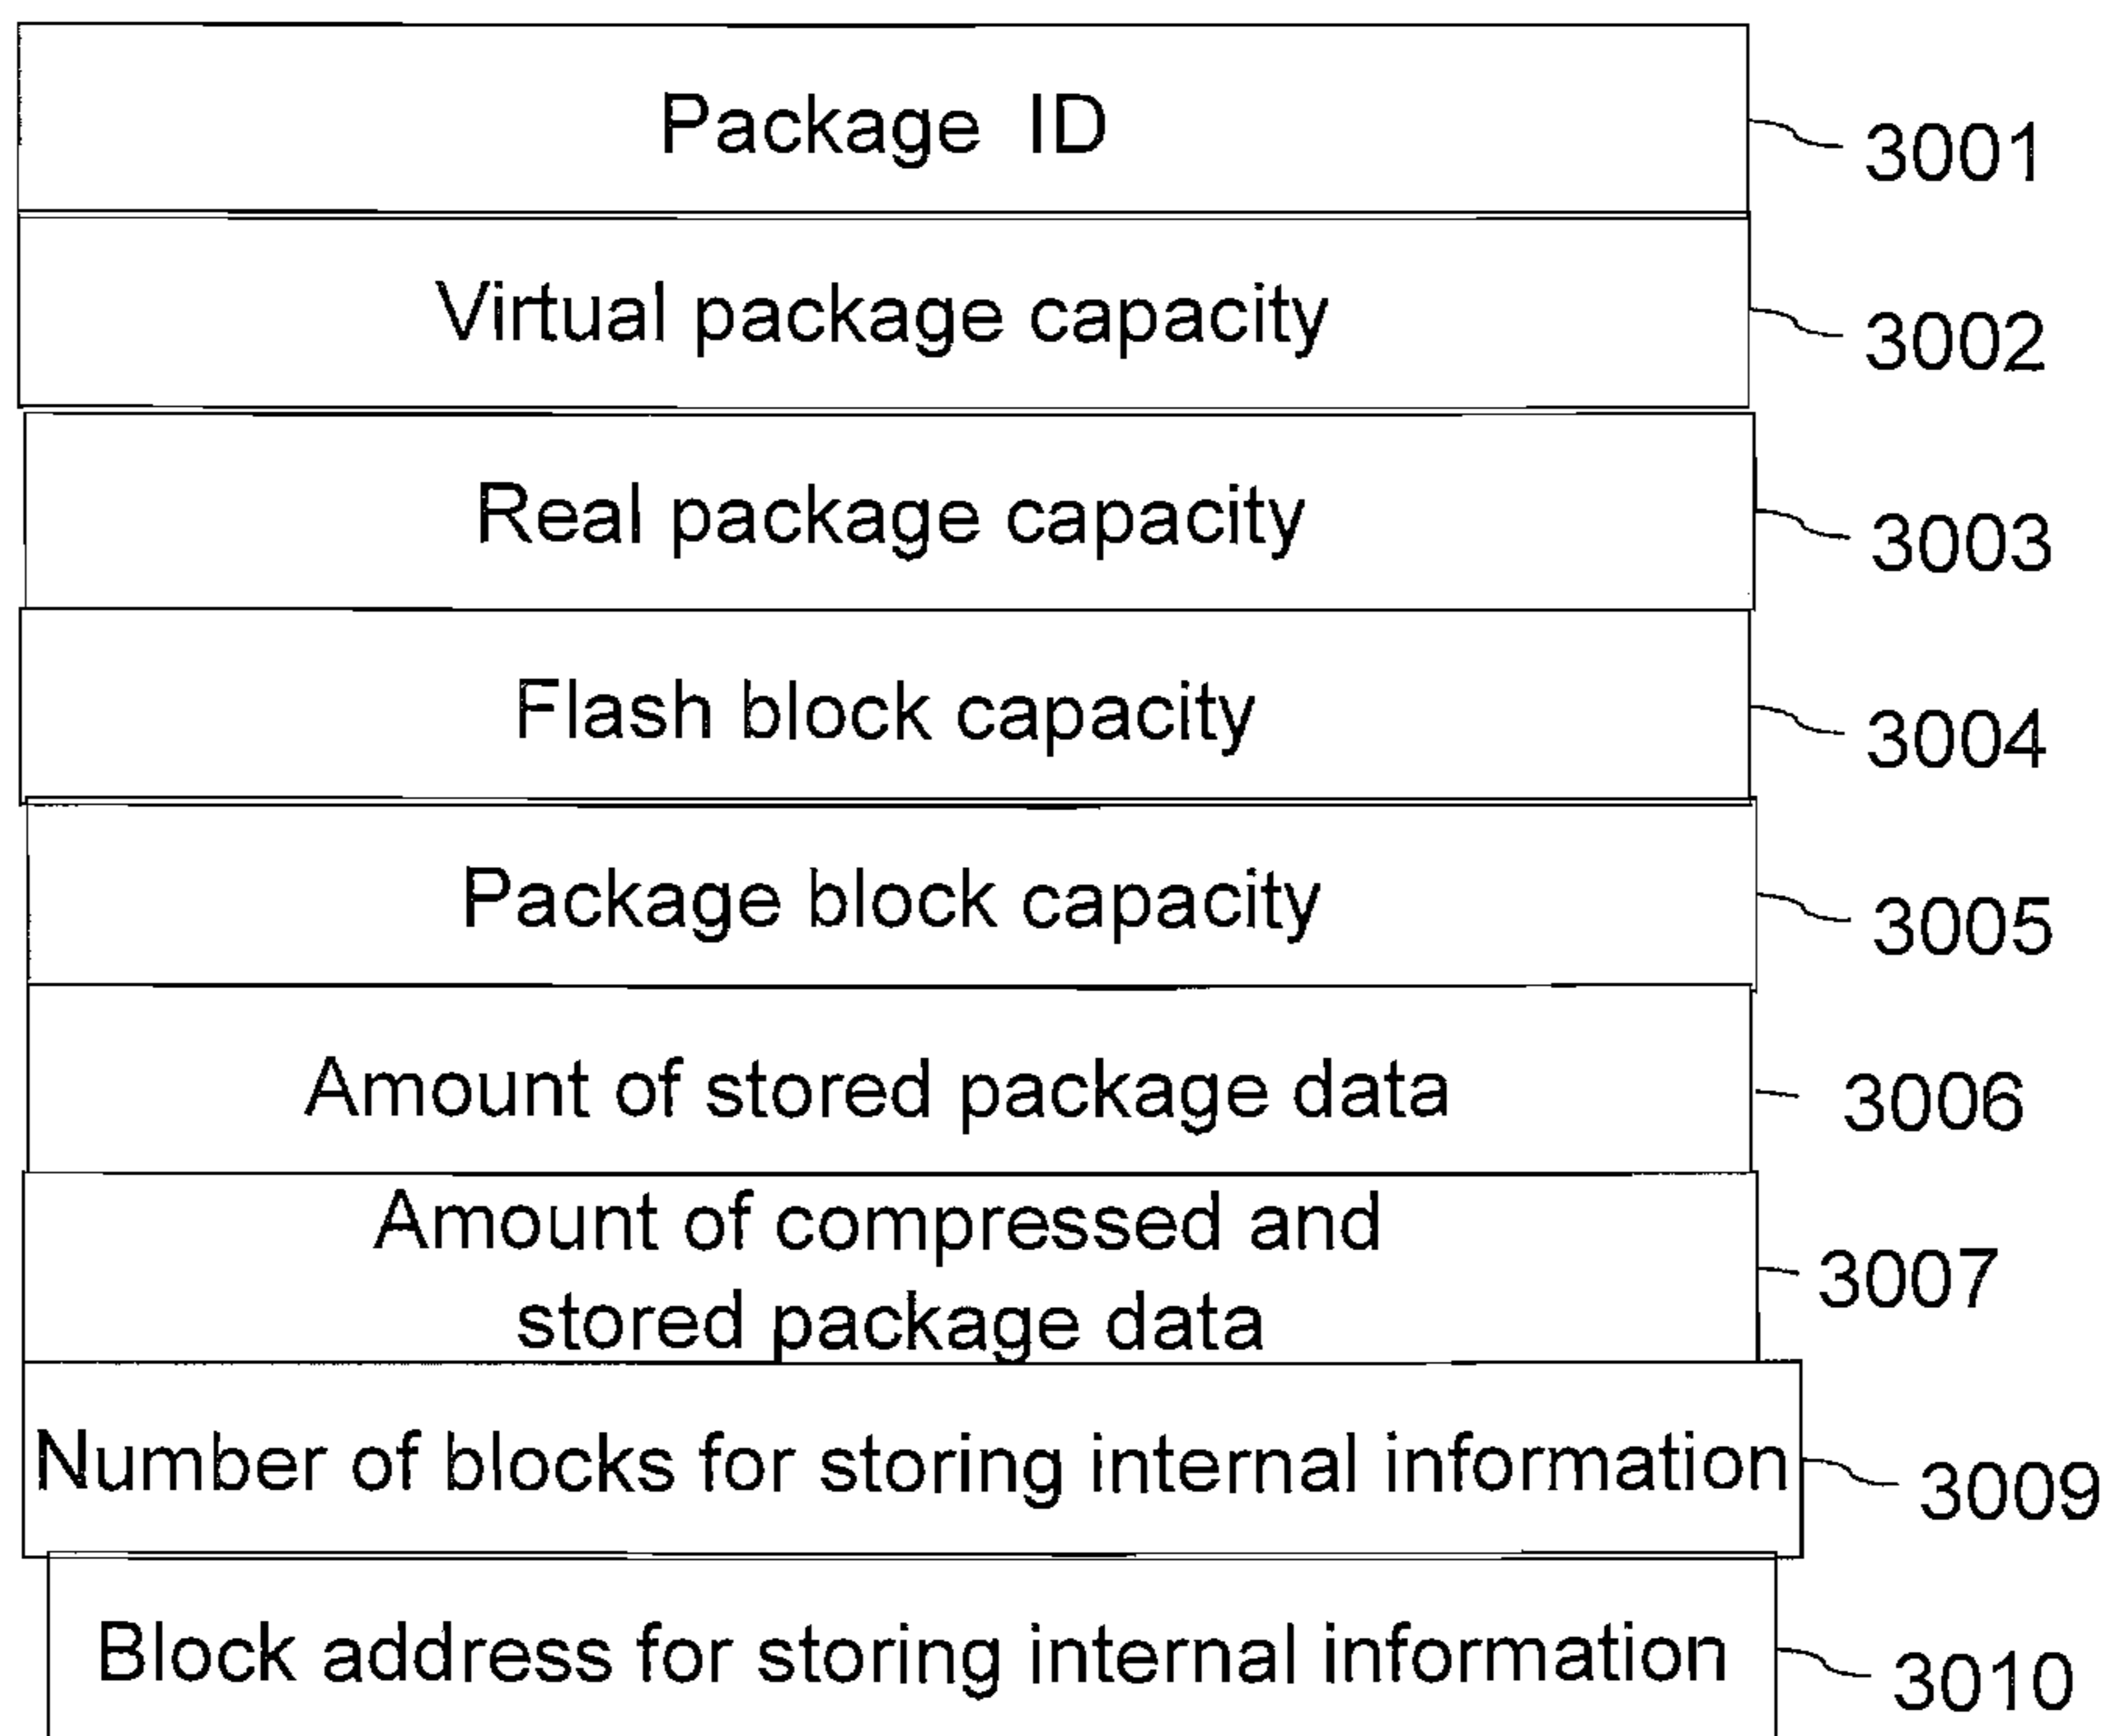 Package ID 3001
Virtual package capacity 3002
Real package capacity 3003
Flash block capacity 3004
Package block capacity 3005
Amount of stored package data 3006
Amount of compressed and
stored package data 3007
Number of blocks for storing internal information 3009
Block address for storing internal information 3010